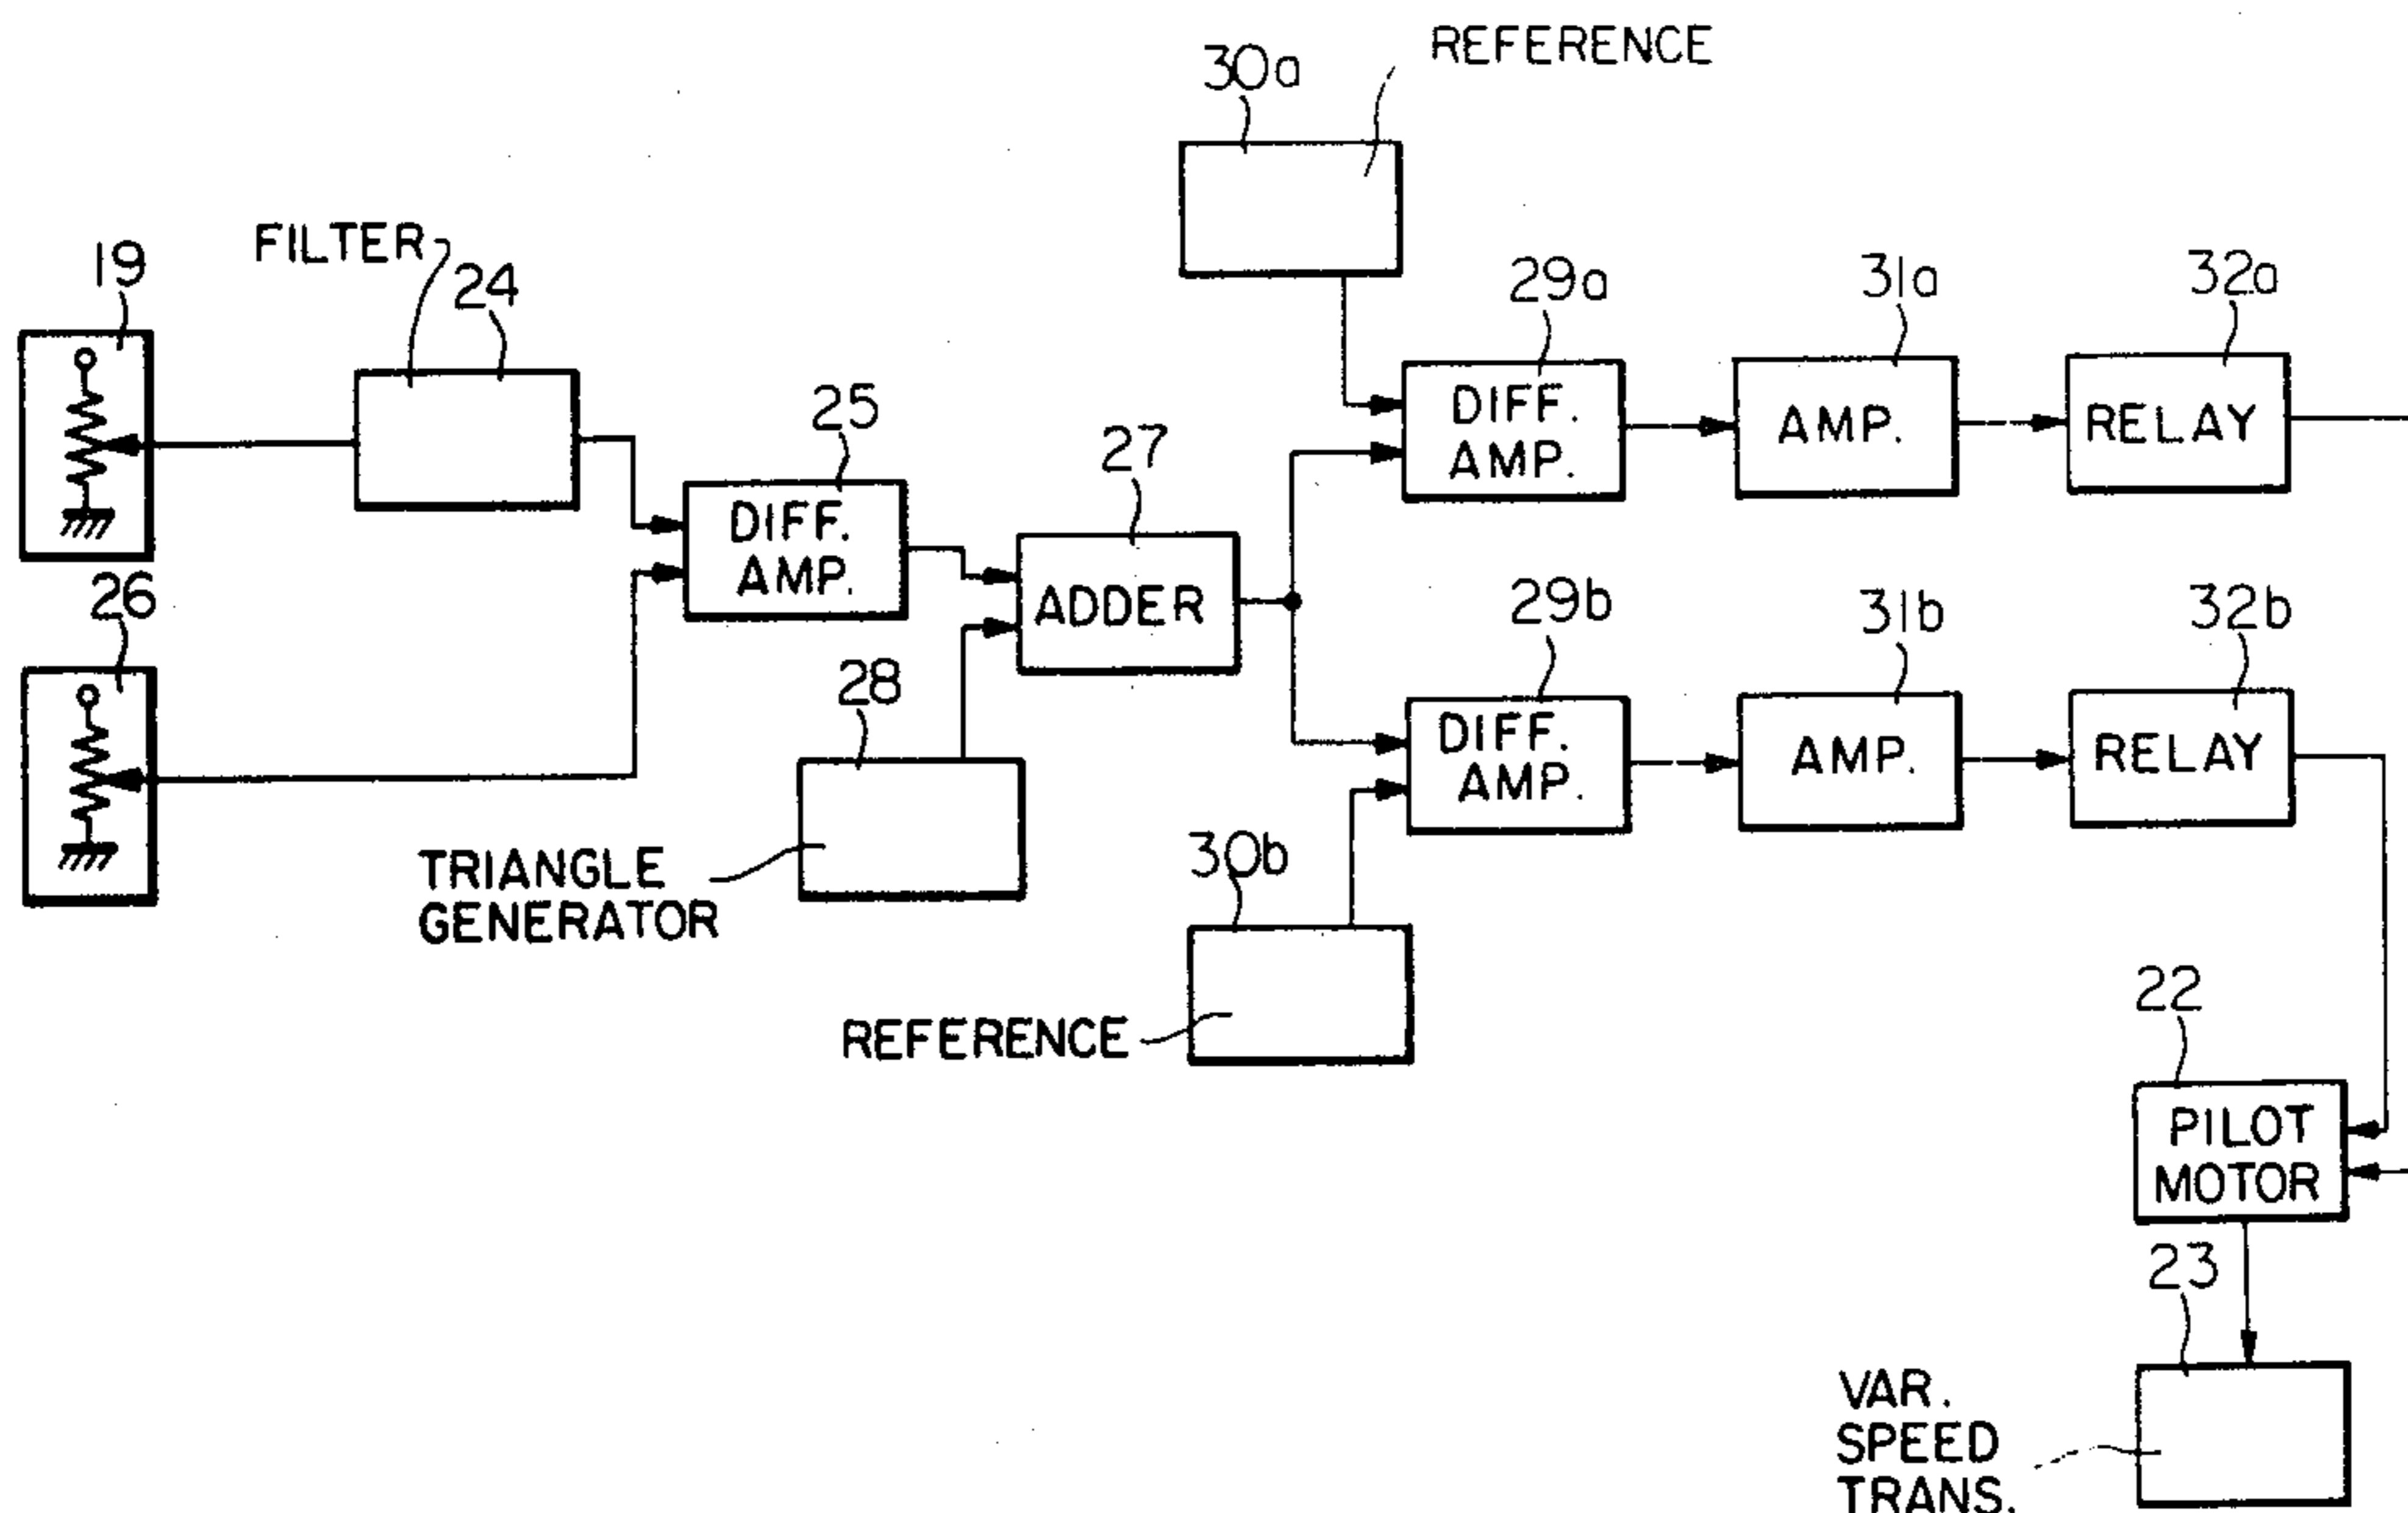 REFERENCE
30a
FILTER
19
24
29a
31a
32a
25
27
DIFF.
AMP.
AMP.
RELAY
DIFF.
AMP.
26
ADDER
29b
31b
32b
28
DIFF.
AMP.
AMP.
RELAY
TRIANGLE
GENERATOR
30b
REFERENCE
22
PILOT
MOTOR
23
VAR.
SPEED
TRANS.